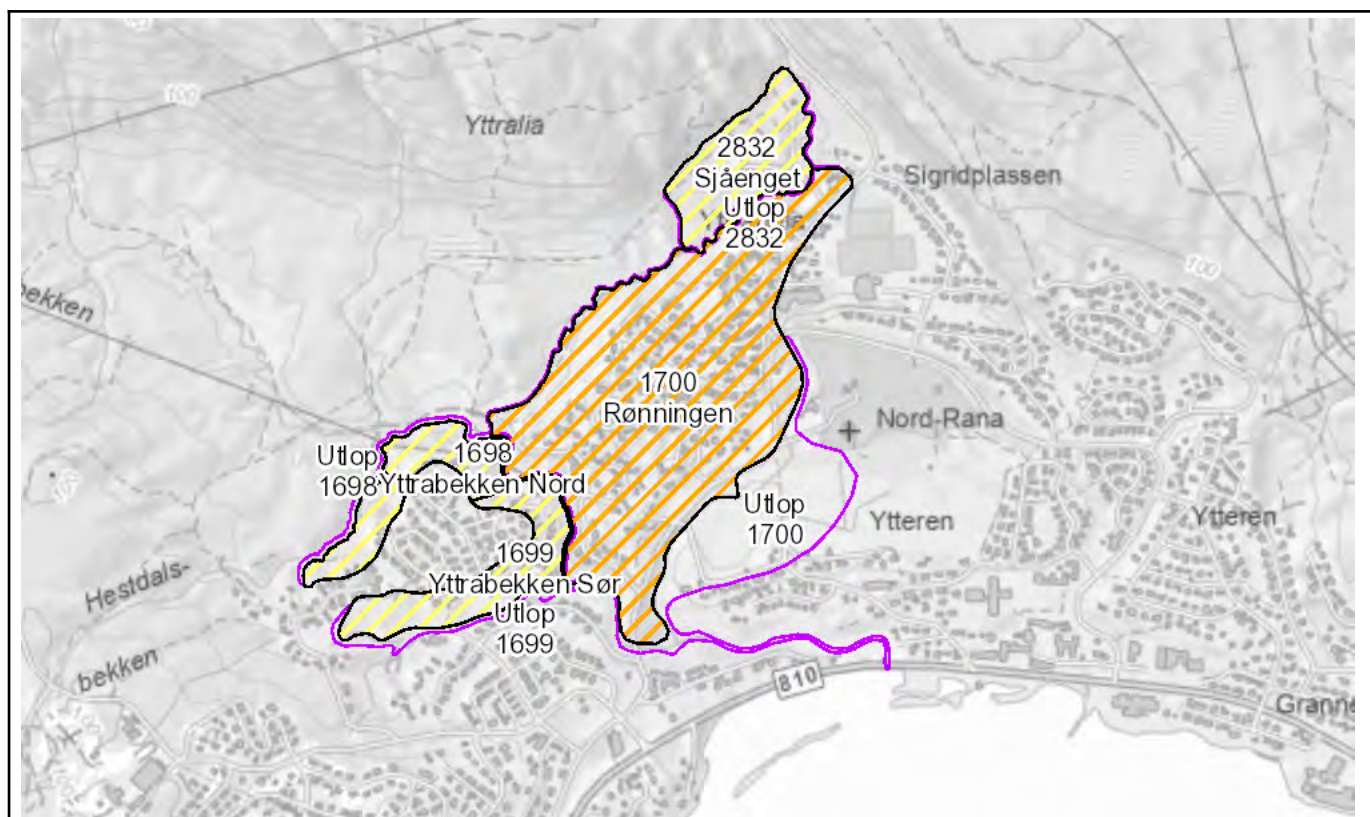 100
Yttralia
2832
Sjåenget
Utlop
2832
Sigridplassen
100
bekken
1700
Rønningen
Nord-Rana
Utlop
1698
1698
Yttrabekken Nord
Utlop
1700
Ytteren
Ytteren
1699
Yttrabekken Sør
Utlop
1699
Hestdals-
bekken
810
Granne